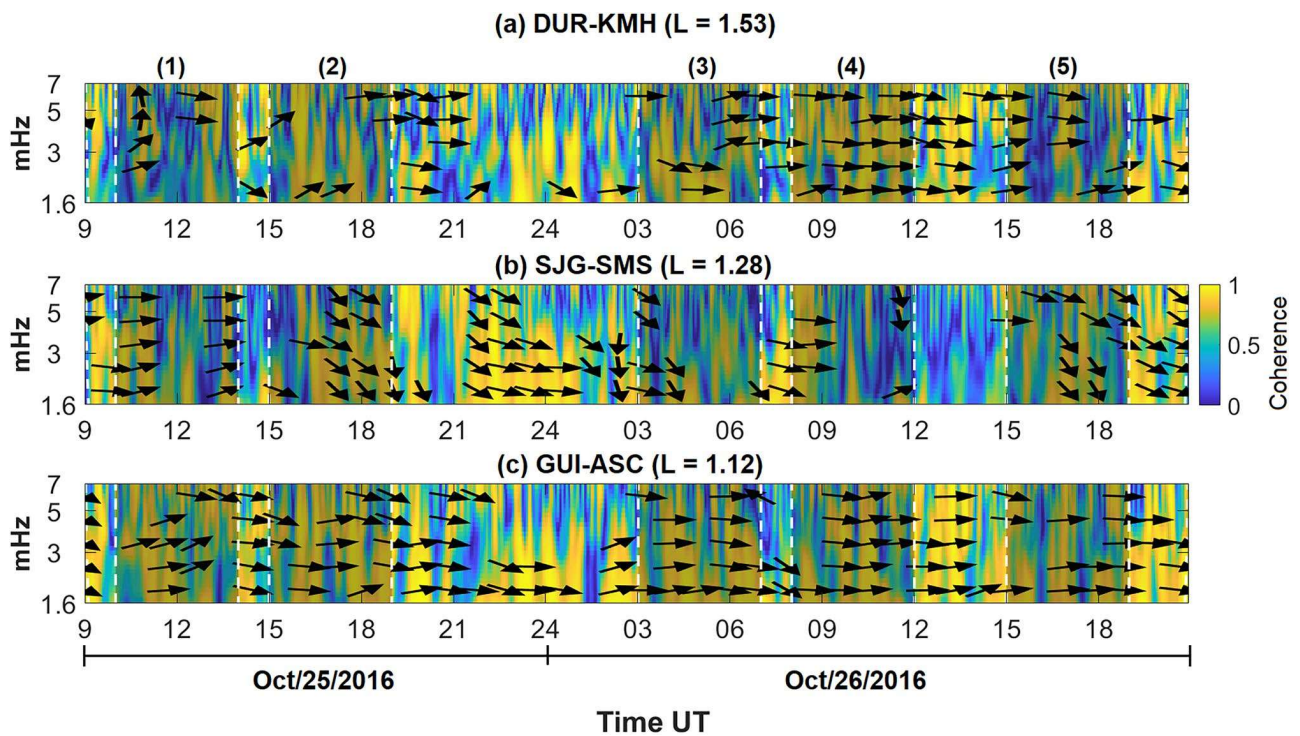 (a) DUR-KMH (L = 1.53)
(1) (2) (3) (4) (5)
7
5
3
1.6
mHz
9 12 15 18 21 24 03 06 09 12 15 18
(b) SJG-SMS (L = 1.28)
7
5
3
1.6
mHz
9 12 15 18 21 24 03 06 09 12 15 18
1
0.5
0
Coherence
(c) GUI-ASC (L = 1.12)
7
5
3
1.6
mHz
9 12 15 18 21 24 03 06 09 12 15 18
Oct/25/2016 Oct/26/2016
Time UT